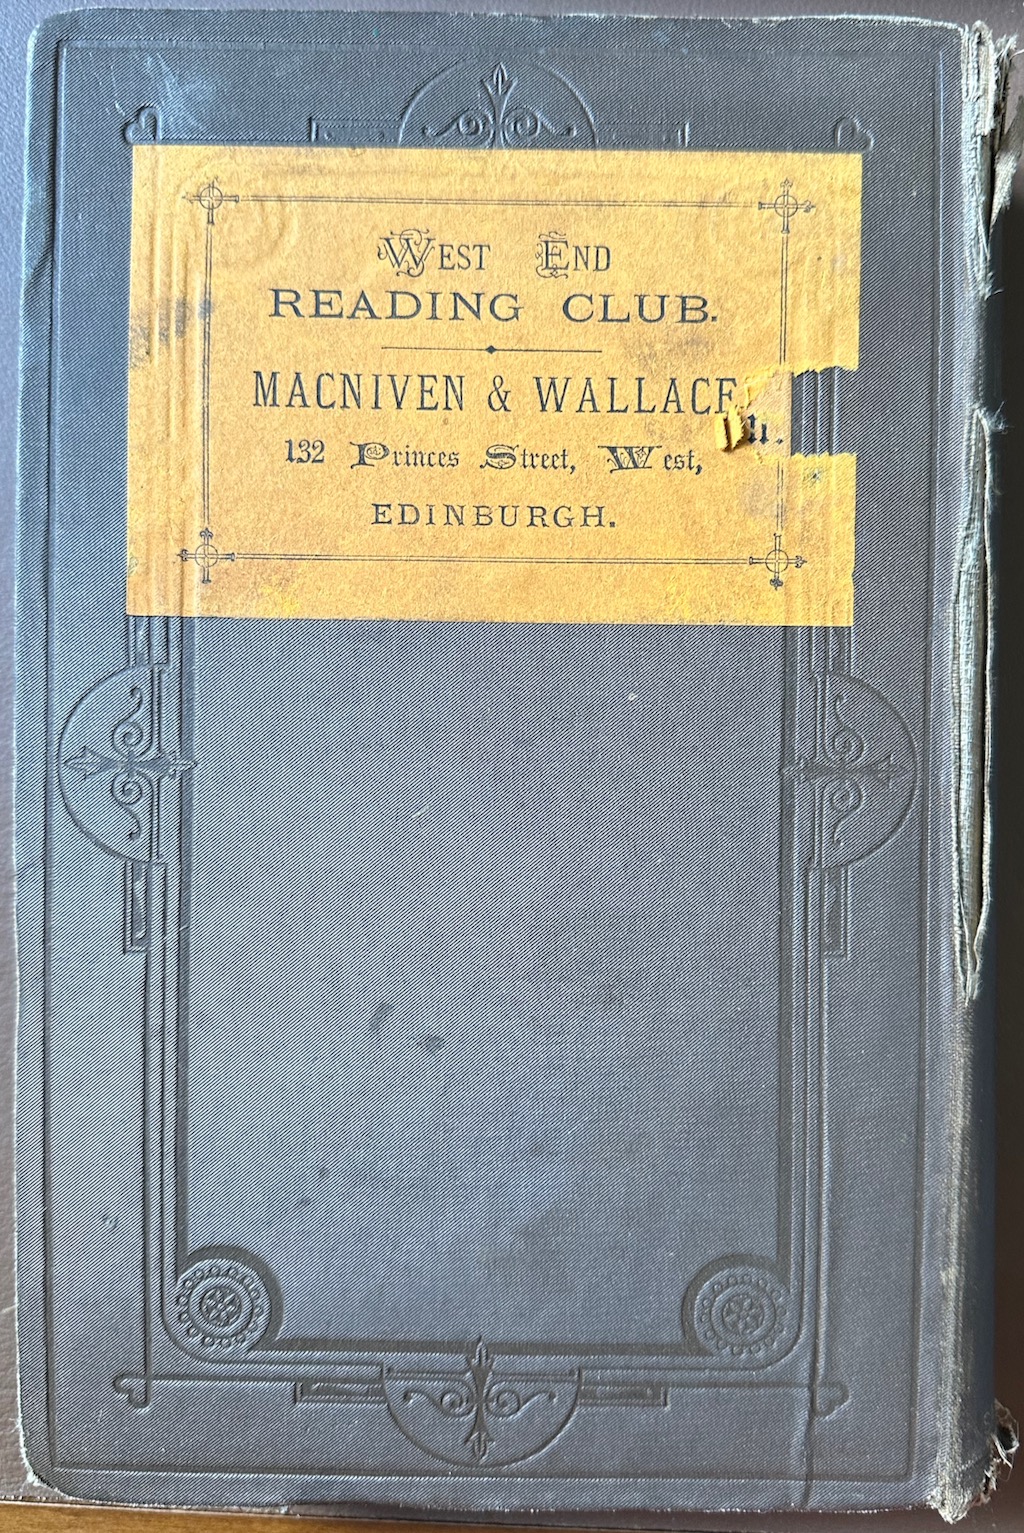 West End
READING CLUB.
MACNIVEN & WALLACE,
132 Princes Street, West,
EDINBURGH.